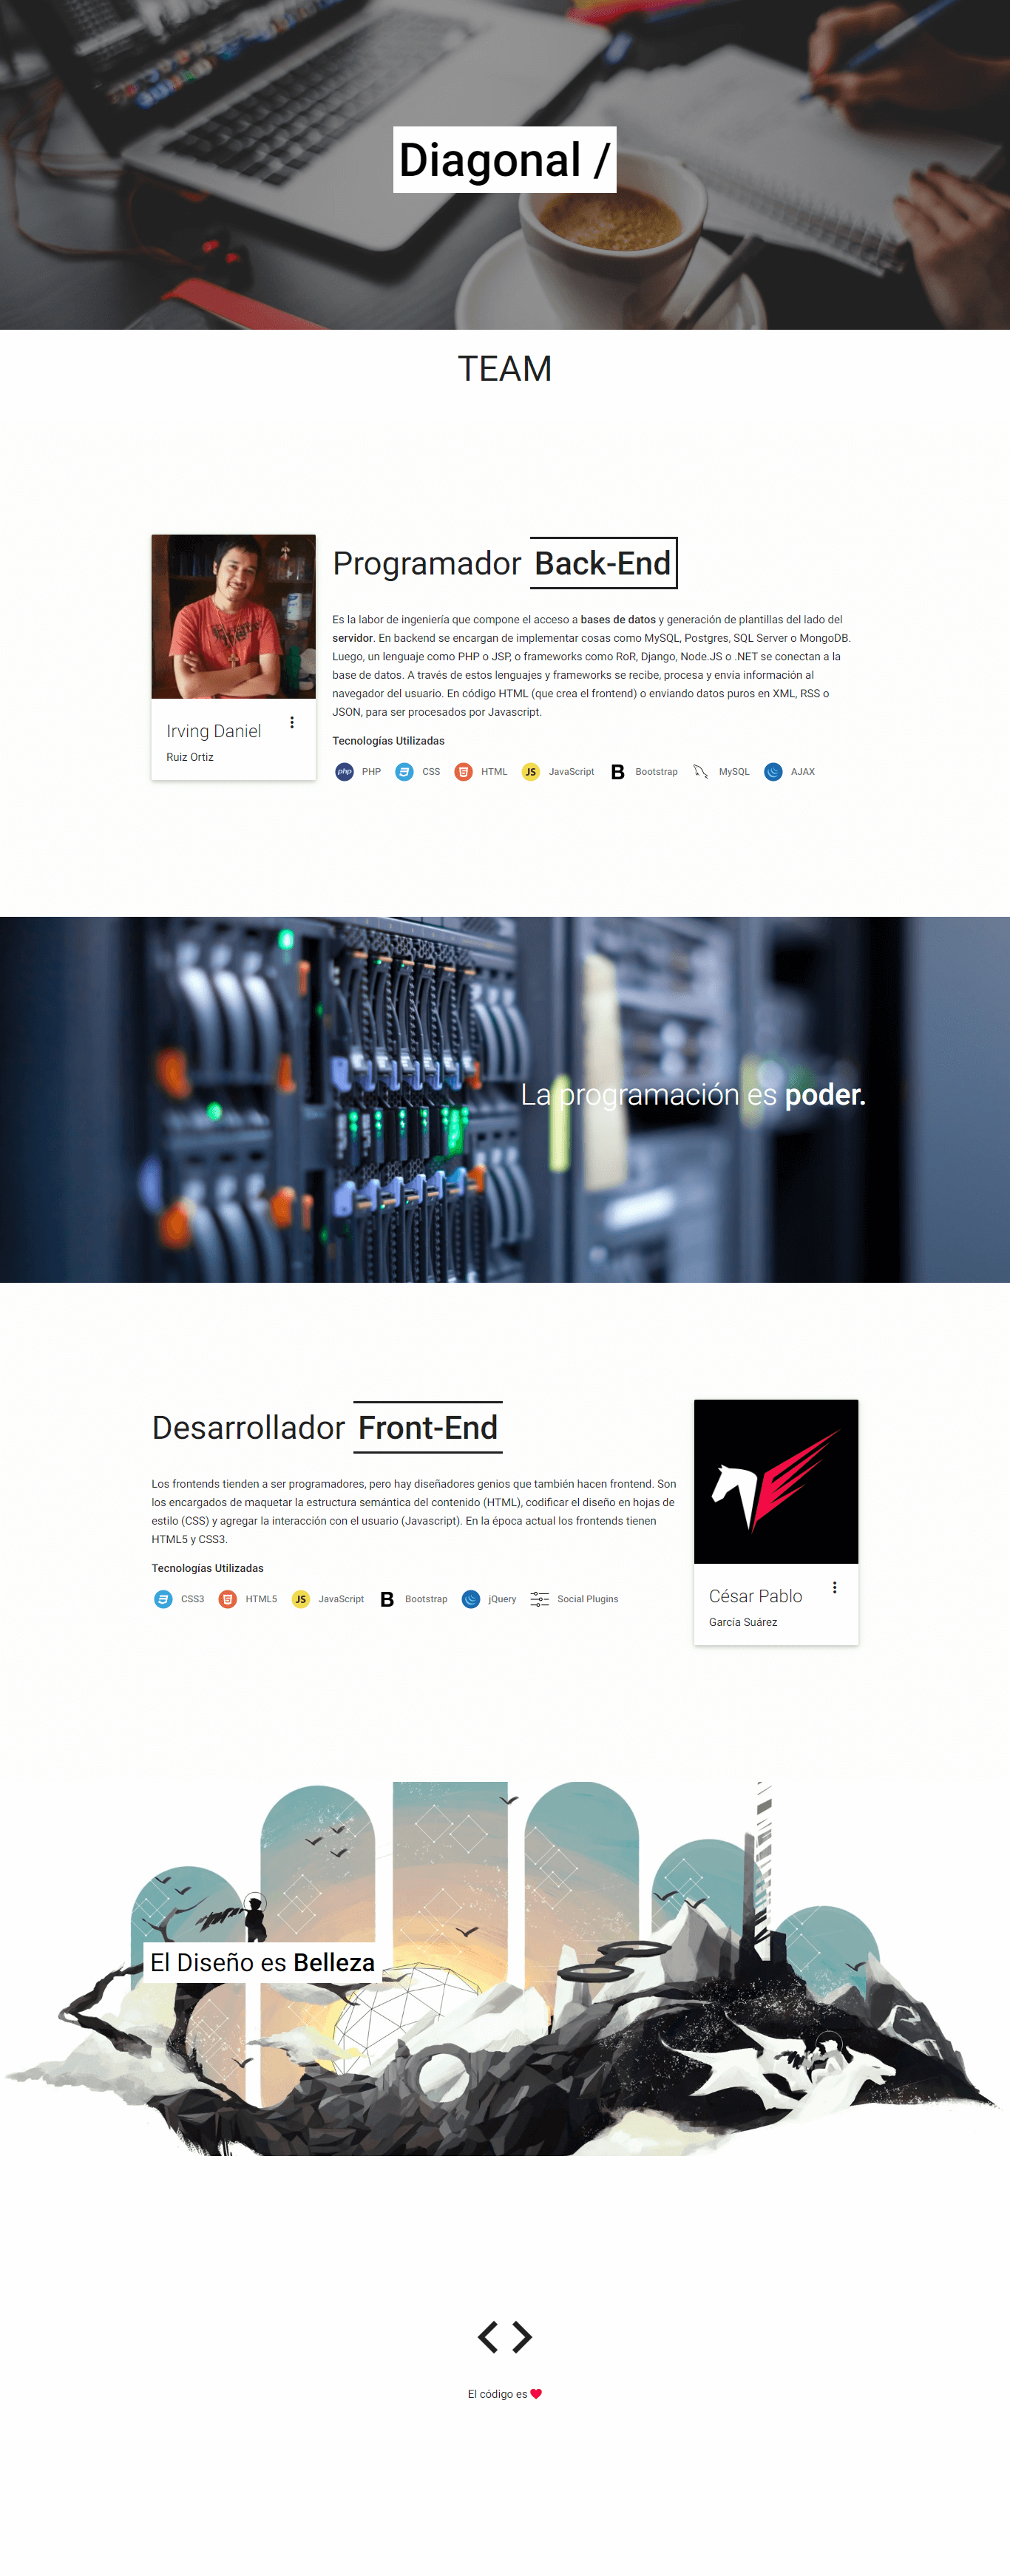 Diagonal /
TEAM
Programador Back-End
Es la labor de ingeniería que compone el acceso a bases de datos y generación de plantillas del lado del
servidor. En backend se encargan de implementar cosas como MySQL, Postgres, SQL Server o MongoDB.
Luego, un lenguaje como PHP o JSP, o frameworks como RoR, Django, Node.JS o .NET se conectan a la
base de datos. A través de estos lenguajes y frameworks se recibe, procesa y envía información al
navegador del usuario. En código HTML (que crea el frontend) o enviando datos puros en XML, RSS o
JSON, para ser procesados por Javascript.
Irving Daniel
Ruiz Ortiz
Tecnologías Utilizadas
php PHP CSS HTML JS JavaScript B Bootstrap MySQL AJAX
La programación es poder.
Desarrollador Front-End
Los frontends tienden a ser programadores, pero hay diseñadores genios que también hacen frontend. Son
los encargados de maquetar la estructura semántica del contenido (HTML), codificar el diseño en hojas de
estilo (CSS) y agregar la interacción con el usuario (Javascript). En la época actual los frontends tienen
HTML5 y CSS3.
Tecnologías Utilizadas
CSS3 HTML5 JS JavaScript B Bootstrap jQuery Social Plugins
César Pablo
García Suárez
El Diseño es Belleza
< >
El código es ♥